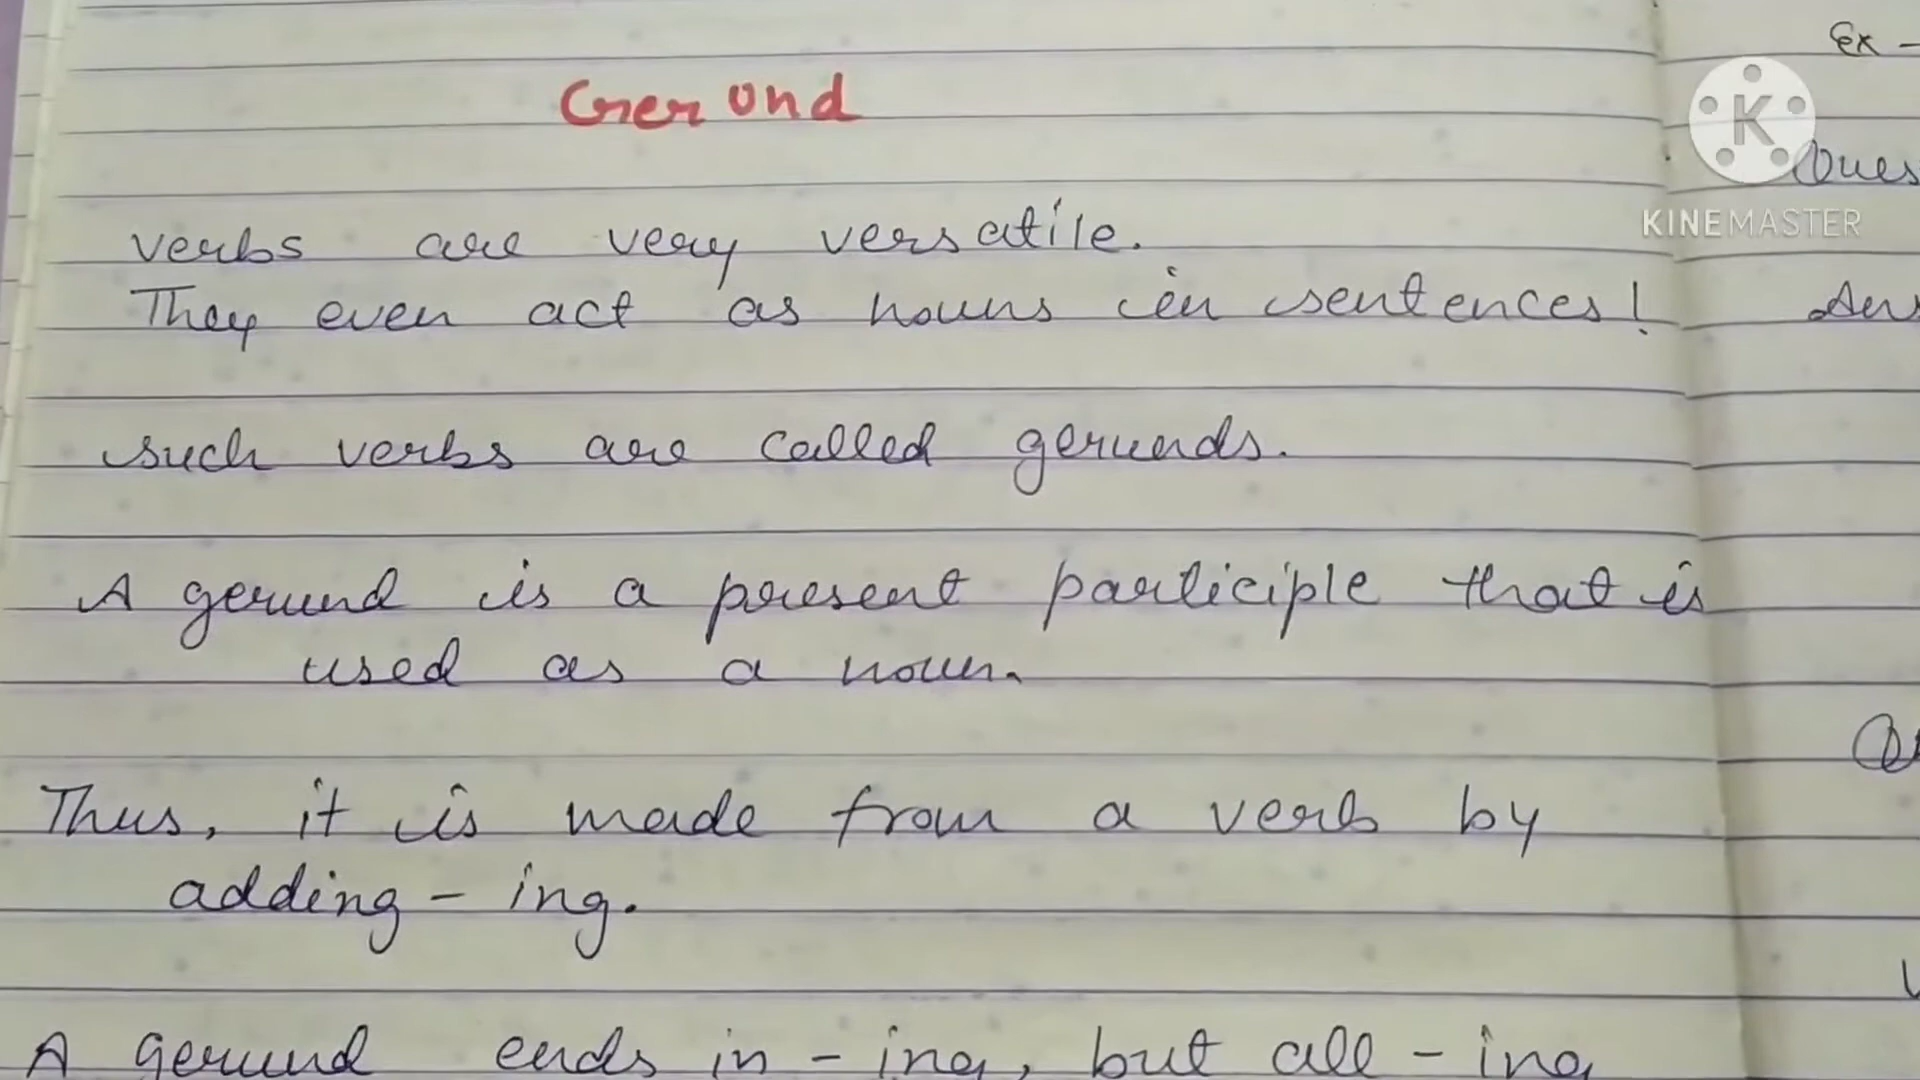 Gerund
verbs are very versatile.
They even act as nouns in sentences!
such verbs are called gerunds.
A gerund is a present participle that is
used as a noun.
Thus, it is made from a verb by
adding - ing.
A gerund ends in - ing, but all - ing
Ex -
K
KINEMASTER
Ques
Ans